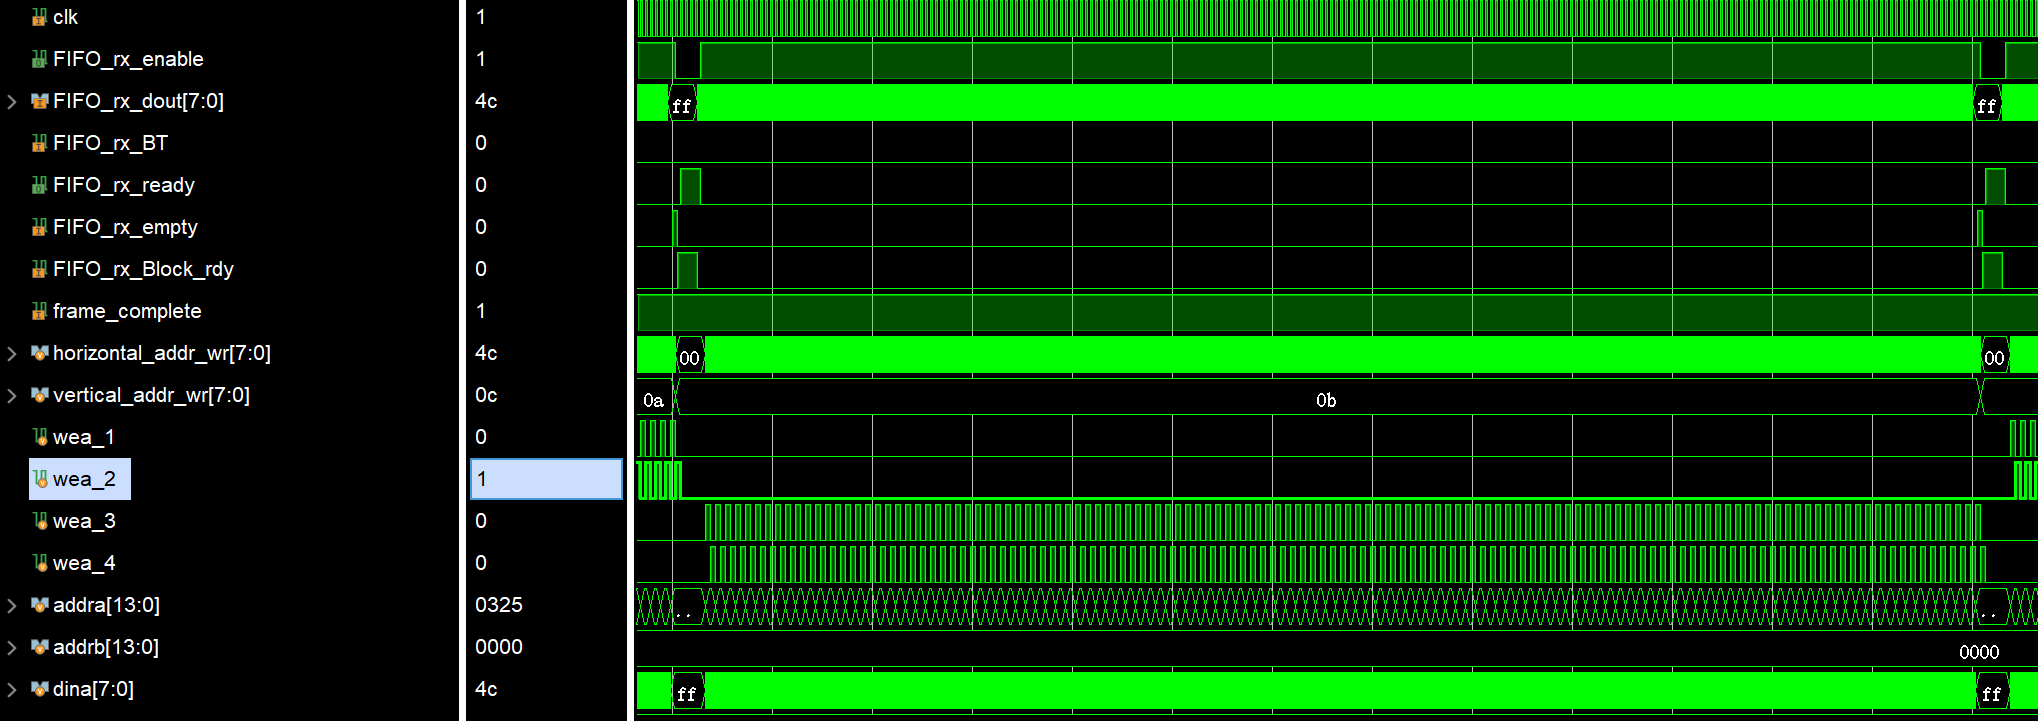 clk 1
FIFO_rx_enable 1
FIFO_rx_dout[7:0] 4c ff ff
FIFO_rx_BT 0
FIFO_rx_ready 0
FIFO_rx_empty 0
FIFO_rx_Block_rdy 0
frame_complete 1
horizontal_addr_wr[7:0] 4c 00 00
vertical_addr_wr[7:0] 0c 0a 0b
wea_1 0
wea_2 1
wea_3 0
wea_4 0
addra[13:0] 0325 .. ..
addrb[13:0] 0000 0000
dina[7:0] 4c ff ff